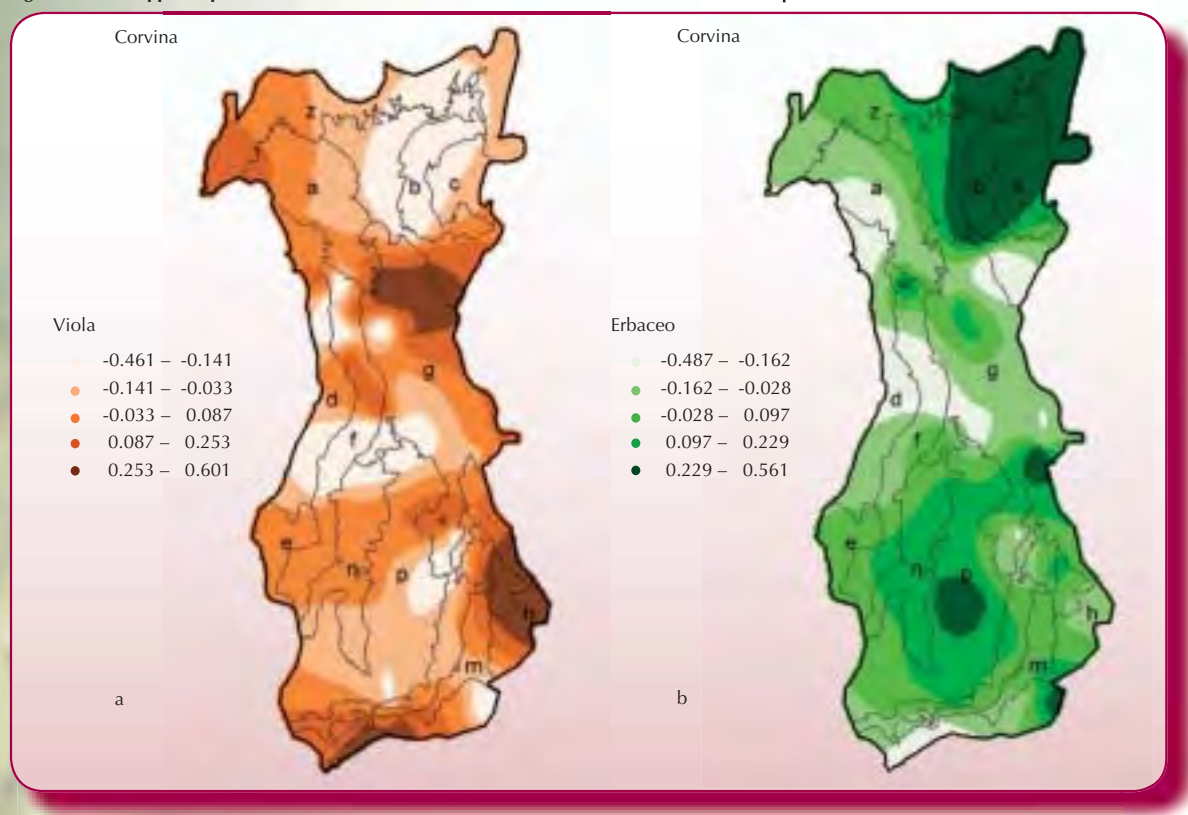 Corvina
Viola
-0.461 – -0.141
-0.141 – -0.033
-0.033 – 0.087
0.087 – 0.253
0.253 – 0.601
z
a
b
c
g
d
f
e
n
p
h
m
a
Corvina
Erbaceo
-0.487 – -0.162
-0.162 – -0.028
-0.028 – 0.097
0.097 – 0.229
0.229 – 0.561
z
a
b
g
d
f
e
n
p
h
m
b